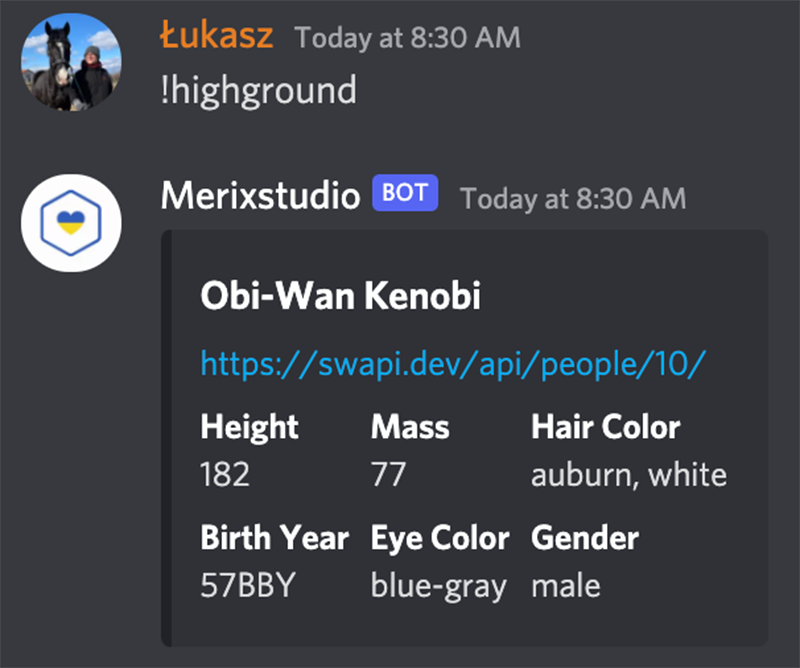 Łukasz Today at 8:30 AM
!highground
Merixstudio BOT Today at 8:30 AM
Obi-Wan Kenobi
https://swapi.dev/api/people/10/
Height Mass Hair Color
182 77 auburn, white
Birth Year Eye Color Gender
57BBY blue-gray male